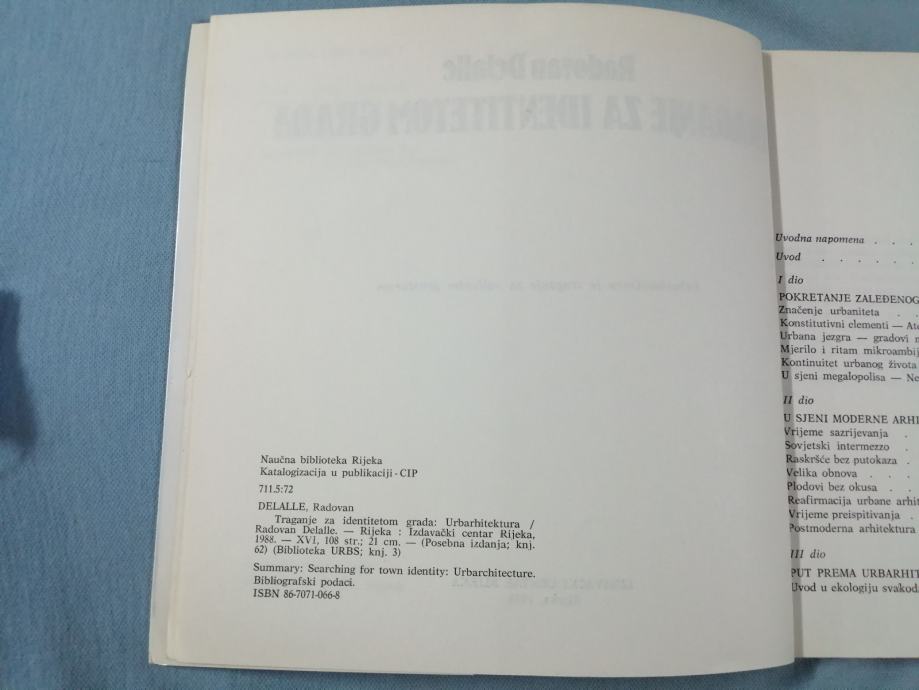 Naučna biblioteka Rijeka
Katalogizacija u publikaciji - CIP
711.5:72
DELALLE, Radovan
Traganje za identitetom grada: Urbarhitektura /
Radovan Delalle. — Rijeka : Izdavački centar Rijeka,
1988. — XVI, 108 str.; 21 cm. — (Posebna izdanja; knj.
62) (Biblioteka URBS; knj. 3)
Summary: Searching for town identity: Urbarchitecture.
Bibliografski podaci.
ISBN 86-7071-066-8
Uvodna napomena . . .
Uvod . . . . . .
I dio
POKRETANJE ZALEĐENOG
Značenje urbaniteta . .
Konstitutivni elementi —
Urbana jezgra — gradovi
Mjerilo i ritam
Kontinuitet urbanog života
U sjeni megalopolisa —
II dio
U SJENI MODERNE
Vrijeme sazrijevanja .
Sovjetski intermezzo .
Raskršće bez putokaza .
Velika obnova . .
Plodovi bez okusa .
Reafirmacija urbane
Vrijeme preispitivanja .
Postmoderna arhitektura
III dio
PUT PREMA
Uvod u ekologiju